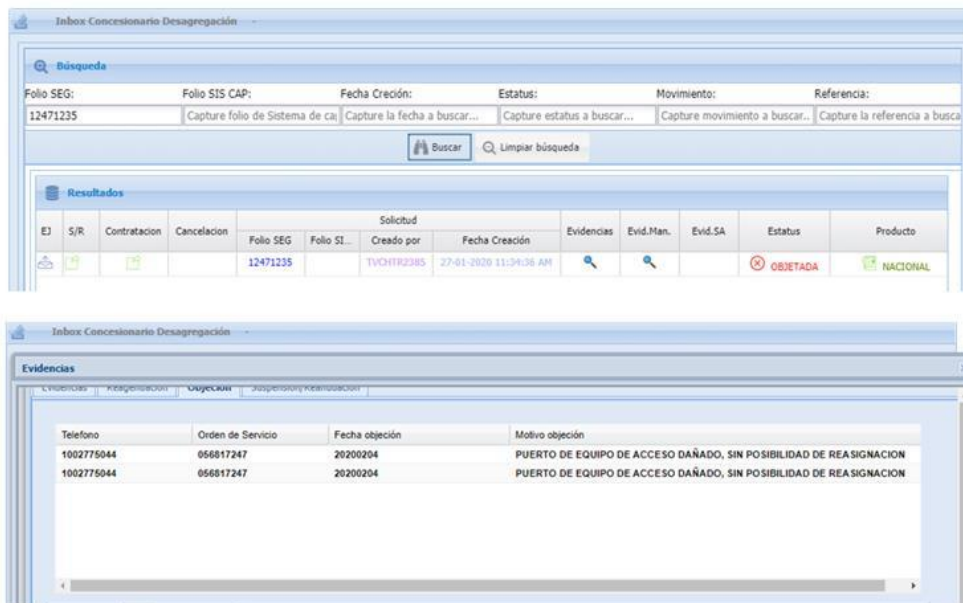 Inbox Concesionario Desagregación
Búsqueda
Folio SEG: Folio SIS CAP: Fecha Creción: Estatus: Movimiento: Referencia:
12471235 Capture folio de Sistema de ca Capture la fecha a buscar... Capture estatus a buscar... Capture movimiento a buscar.. Capture la referencia a busca
Buscar Limpiar búsqueda
Resultados
Solicitud
EJ S/R Contratacion Cancelacion Folio SEG Folio SI... Creado por Fecha Creación Evidencias Evid.Man. Evid.SA Estatus Producto
12471235 TVCHTR2385 27-01-2020 11:34:36 AM OBJETADA NACIONAL
Inbox Concesionario Desagregación
Evidencias
Evidencias Reagendación Objeción Suspensión/Reanudación
Telefono Orden de Servicio Fecha objeción Motivo objeción
1002775044 056817247 20200204 PUERTO DE EQUIPO DE ACCESO DAÑADO, SIN POSIBILIDAD DE REASIGNACION
1002775044 056817247 20200204 PUERTO DE EQUIPO DE ACCESO DAÑADO, SIN POSIBILIDAD DE REASIGNACION